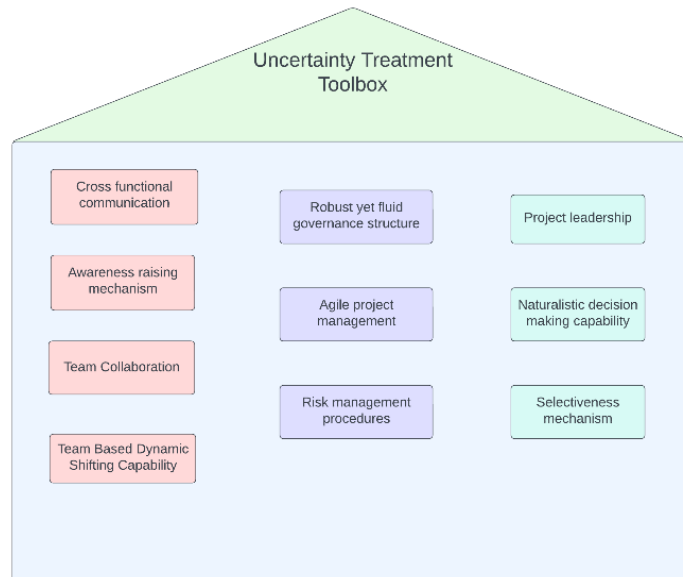 Uncertainty Treatment
Toolbox
Cross functional
communication
Awareness raising
mechanism
Team Collaboration
Team Based Dynamic
Shifting Capability
Robust yet fluid
governance structure
Agile project
management
Risk management
procedures
Project leadership
Naturalistic decision
making capability
Selectiveness
mechanism